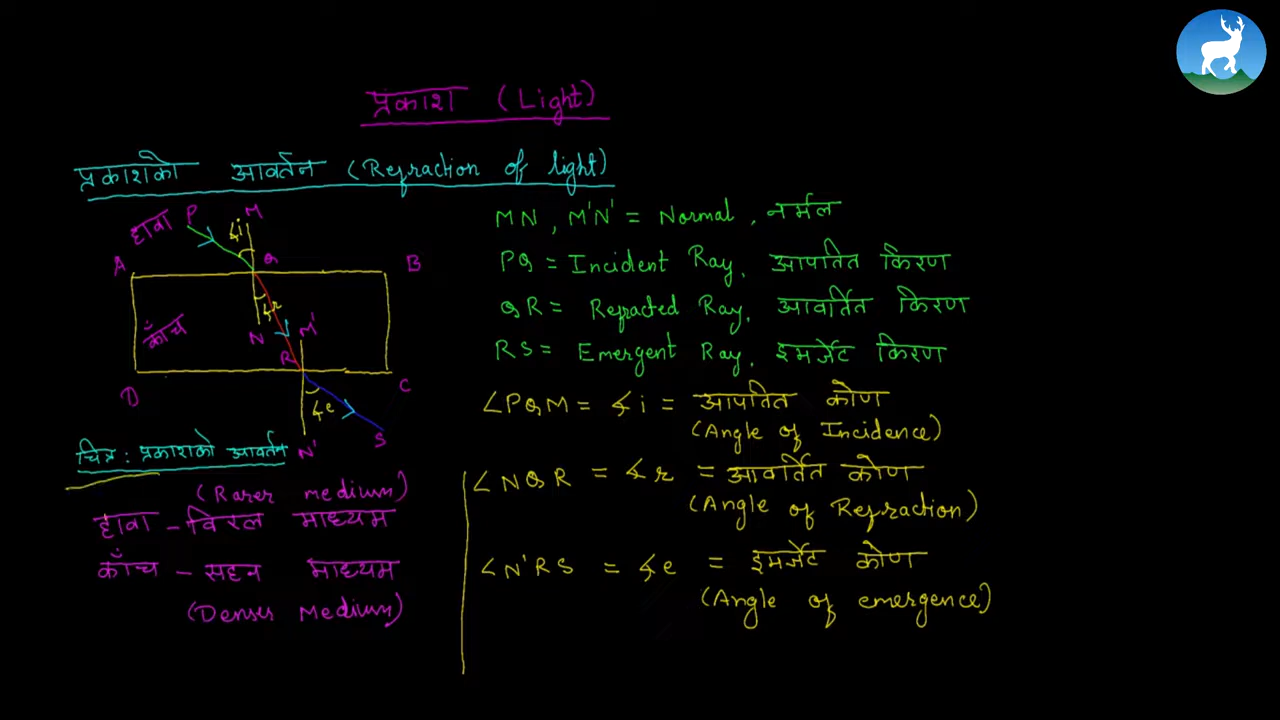 प्रकाश (Light)
प्रकाशको आवर्तन (Refraction of light)
हावा P ∡i M
A Q B
काँच ∡r
N M'
R
D C
∡e
N' S
चित्र : प्रकाशको आवर्तन
(Rarer medium)
हावा – विरल माध्यम
काँच – सघन माध्यम
(Denser Medium)
MN, M'N' = Normal, नर्मल
PQ = Incident Ray, आपतित किरण
QR = Refracted Ray, आवर्तित किरण
RS = Emergent Ray, इमर्जेंट किरण
∠PQM = ∡i = आपतित कोण
(Angle of Incidence)
∠NQR = ∡r = आवर्तित कोण
(Angle of Refraction)
∠N'RS = ∡e = इमर्जेंट कोण
(Angle of emergence)